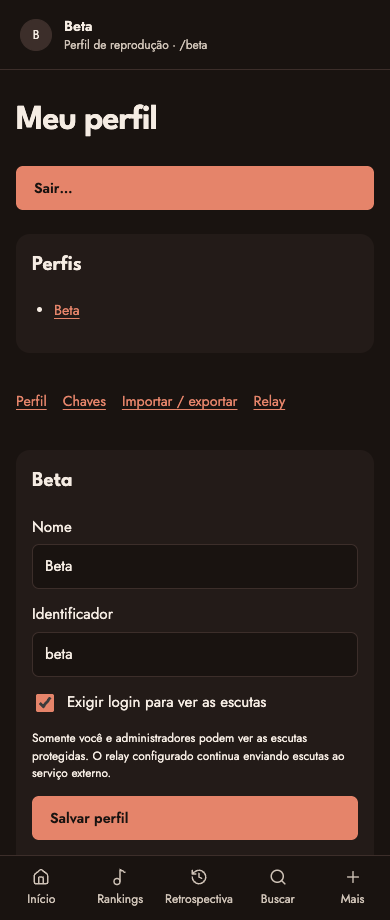 B
Beta
Perfil de reprodução · /beta
Meu perfil
Sair...
Perfis
Beta
Perfil Chaves Importar / exportar Relay
Beta
Nome
Beta
Identificador
beta
Exigir login para ver as escutas
Somente você e administradores podem ver as escutas
protegidas. O relay configurado continua enviando escutas ao
serviço externo.
Salvar perfil
Início Rankings Retrospectiva Buscar Mais